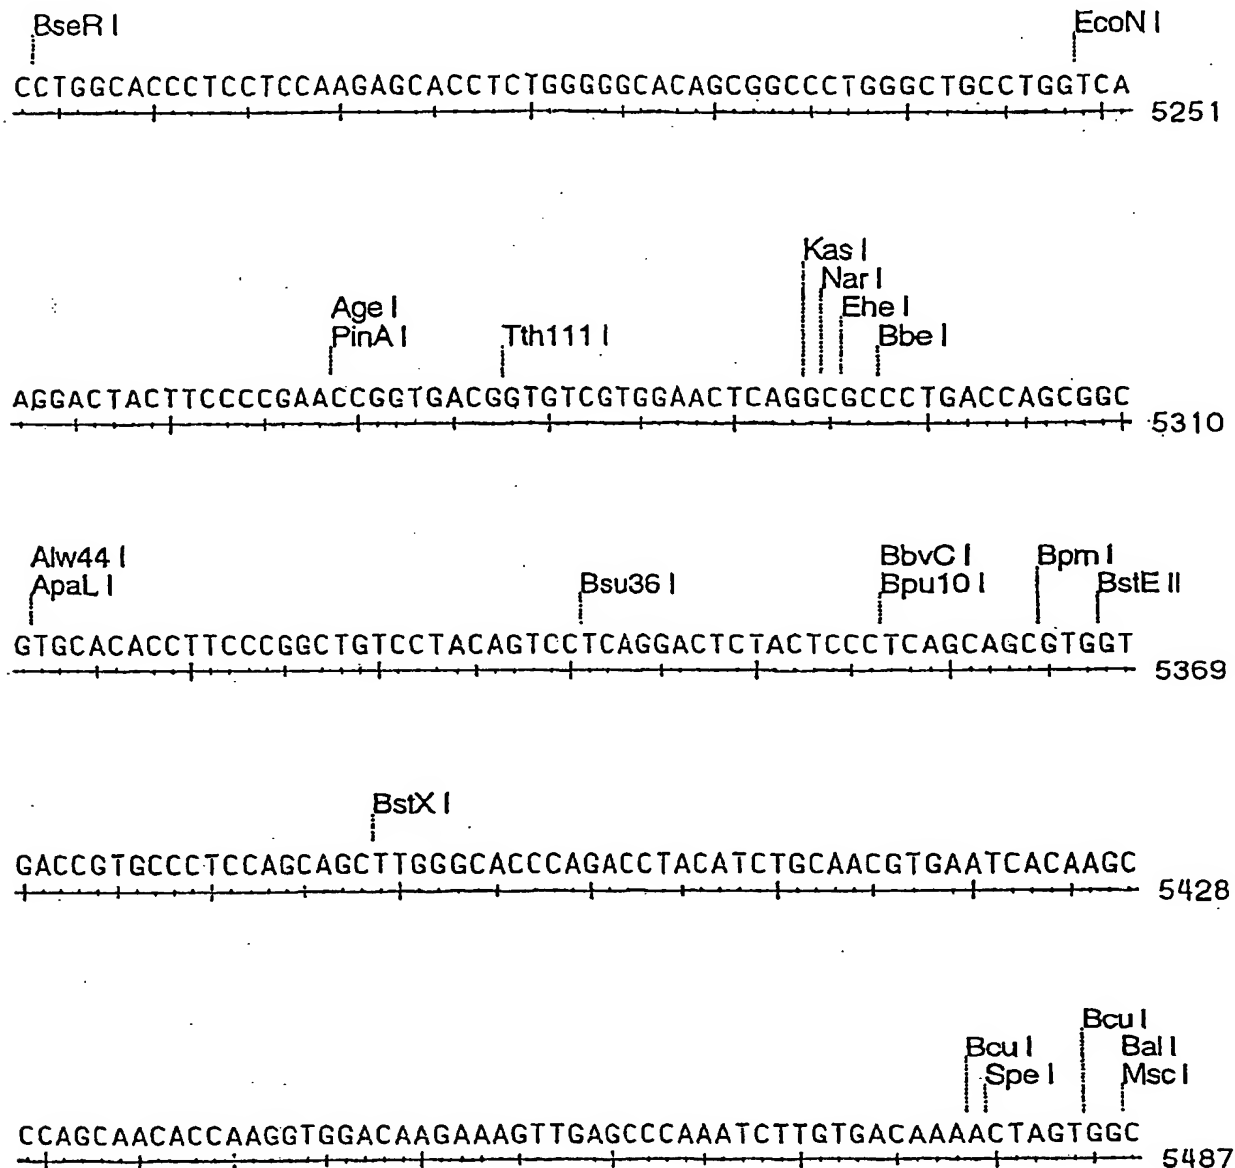 BseR I EcoN I
CCTGGCACCCTCCTCCAAGAGCACCTCTGGGGGCACAGCGGCCCTGGGCTGCCTGGTCA
5251
Kas I
Nar I
Age I Ehe I
PinA I Tth111 I Bbe I
AGGACTACTTCCCCGAACCGGTGACGGTGTCGTGGAACTCAGGCGCCCTGACCAGCGGC
5310
Alw44 I BbvC I Bpm I
ApaL I Bsu36 I Bpu10 I BstE II
GTGCACACCTTCCCGGCTGTCCTACAGTCCTCAGGACTCTACTCCCTCAGCAGCGTGGT
5369
BstX I
GACCGTGCCCTCCAGCAGCTTGGGCACCCAGACCTACATCTGCAACGTGAATCACAAGC
5428
Bcu I
Bcu I Bal I
Spe I Msc I
CCAGCAACACCAAGGTGGACAAGAAAGTTGAGCCCAAATCTTGTGACAAAACTAGTGGC
5487